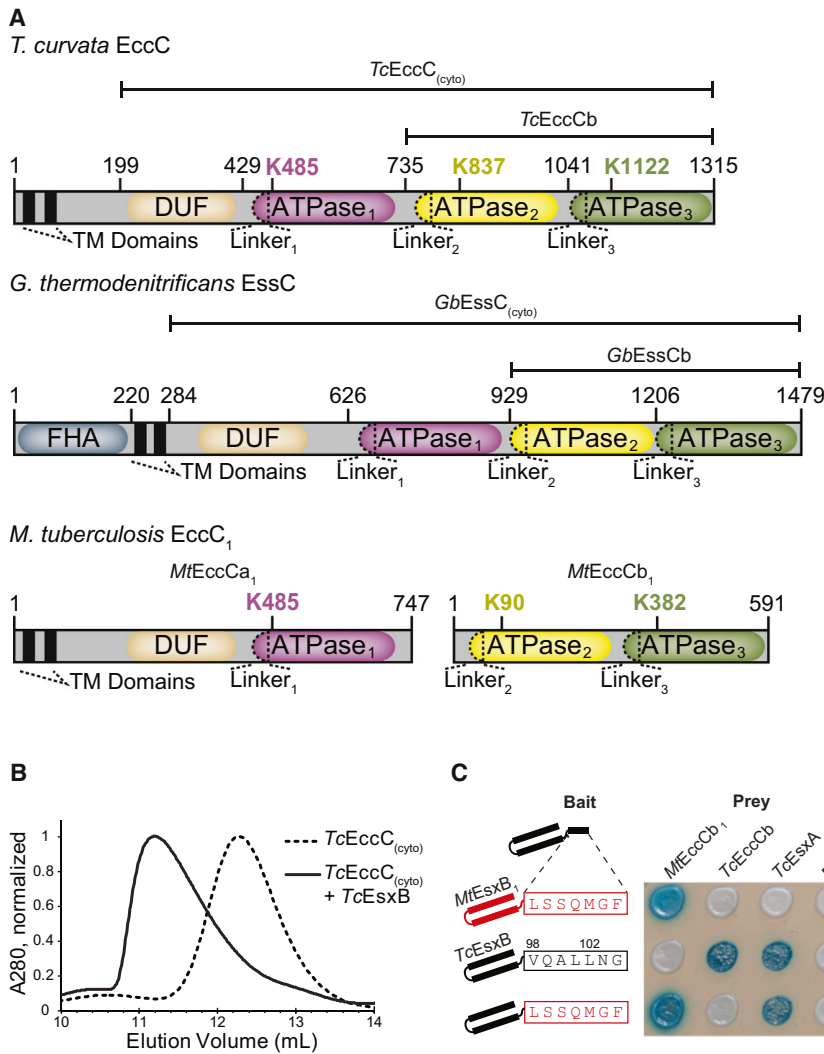 A
T. curvata EccC
TcEccC(cyto)
TcEccCb
1 199 429 K485 735 K837 1041 K1122 1315
DUF ATPase1 ATPase2 ATPase3
TM Domains Linker1 Linker2 Linker3
G. thermodenitrificans EssC
GbEssC(cyto)
GbEssCb
1 220 284 626 929 1206 1479
FHA DUF ATPase1 ATPase2 ATPase3
TM Domains Linker1 Linker2 Linker3
M. tuberculosis EccC1
MtEccCa1 MtEccCb1
1 K485 747 1 K90 K382 591
DUF ATPase1 ATPase2 ATPase3
TM Domains Linker1 Linker2 Linker3
B
A280, normalized
1
0.8
0.6
0.4
0.2
0
10 11 12 13 14
Elution Volume (mL)
TcEccC(cyto)
TcEccC(cyto)
+ TcEsxB
C
Bait Prey
MtEccCb1 TcEccCb TcEsxA
MtEsxB1 LSSQMGF
98 102
TcEsxB VQALLNG
LSSQMGF